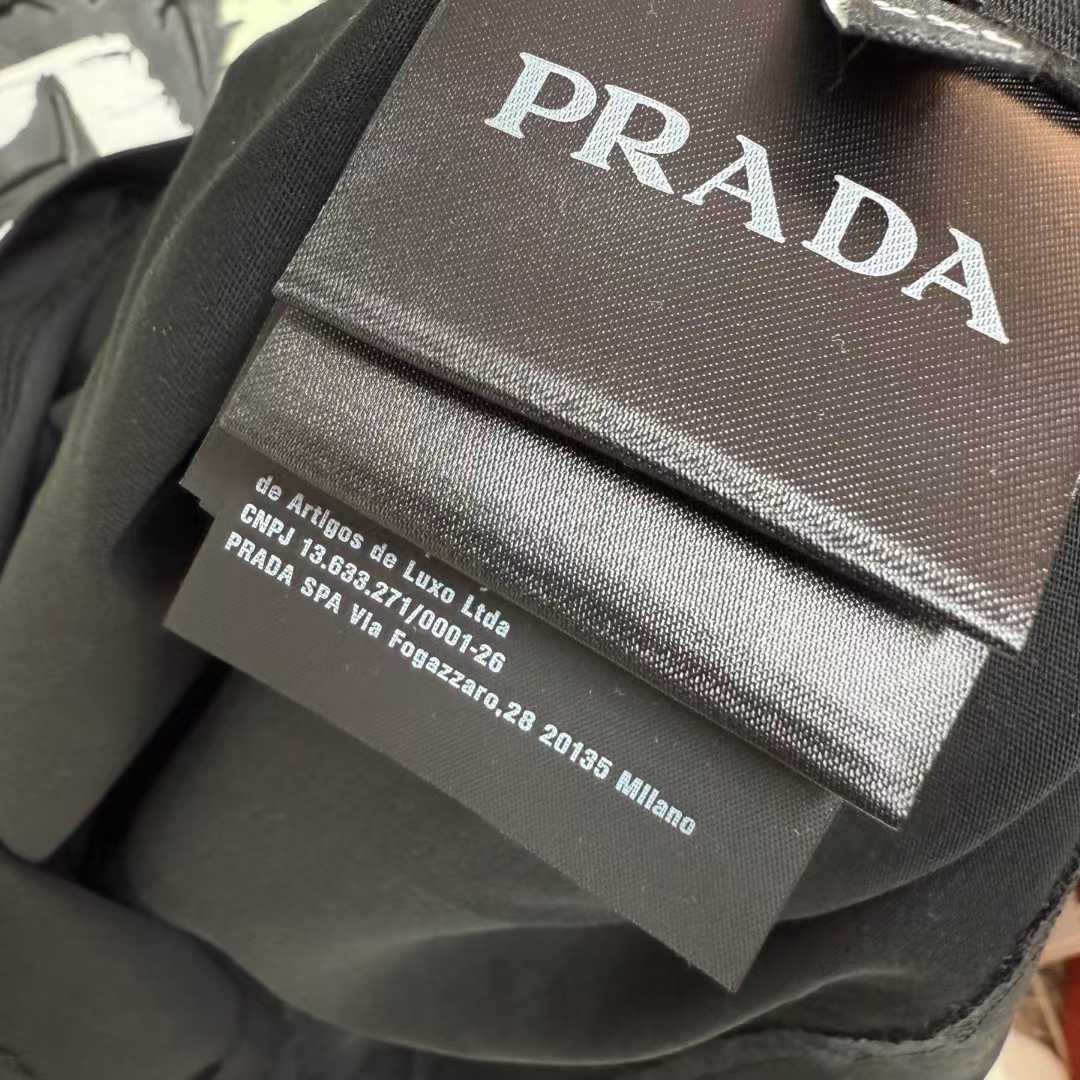 PRADA
de Artigos de Luxo Ltda
CNPJ 13.633.271/0001-26
PRADA SPA Via Fogazzaro,28 20135 Milano